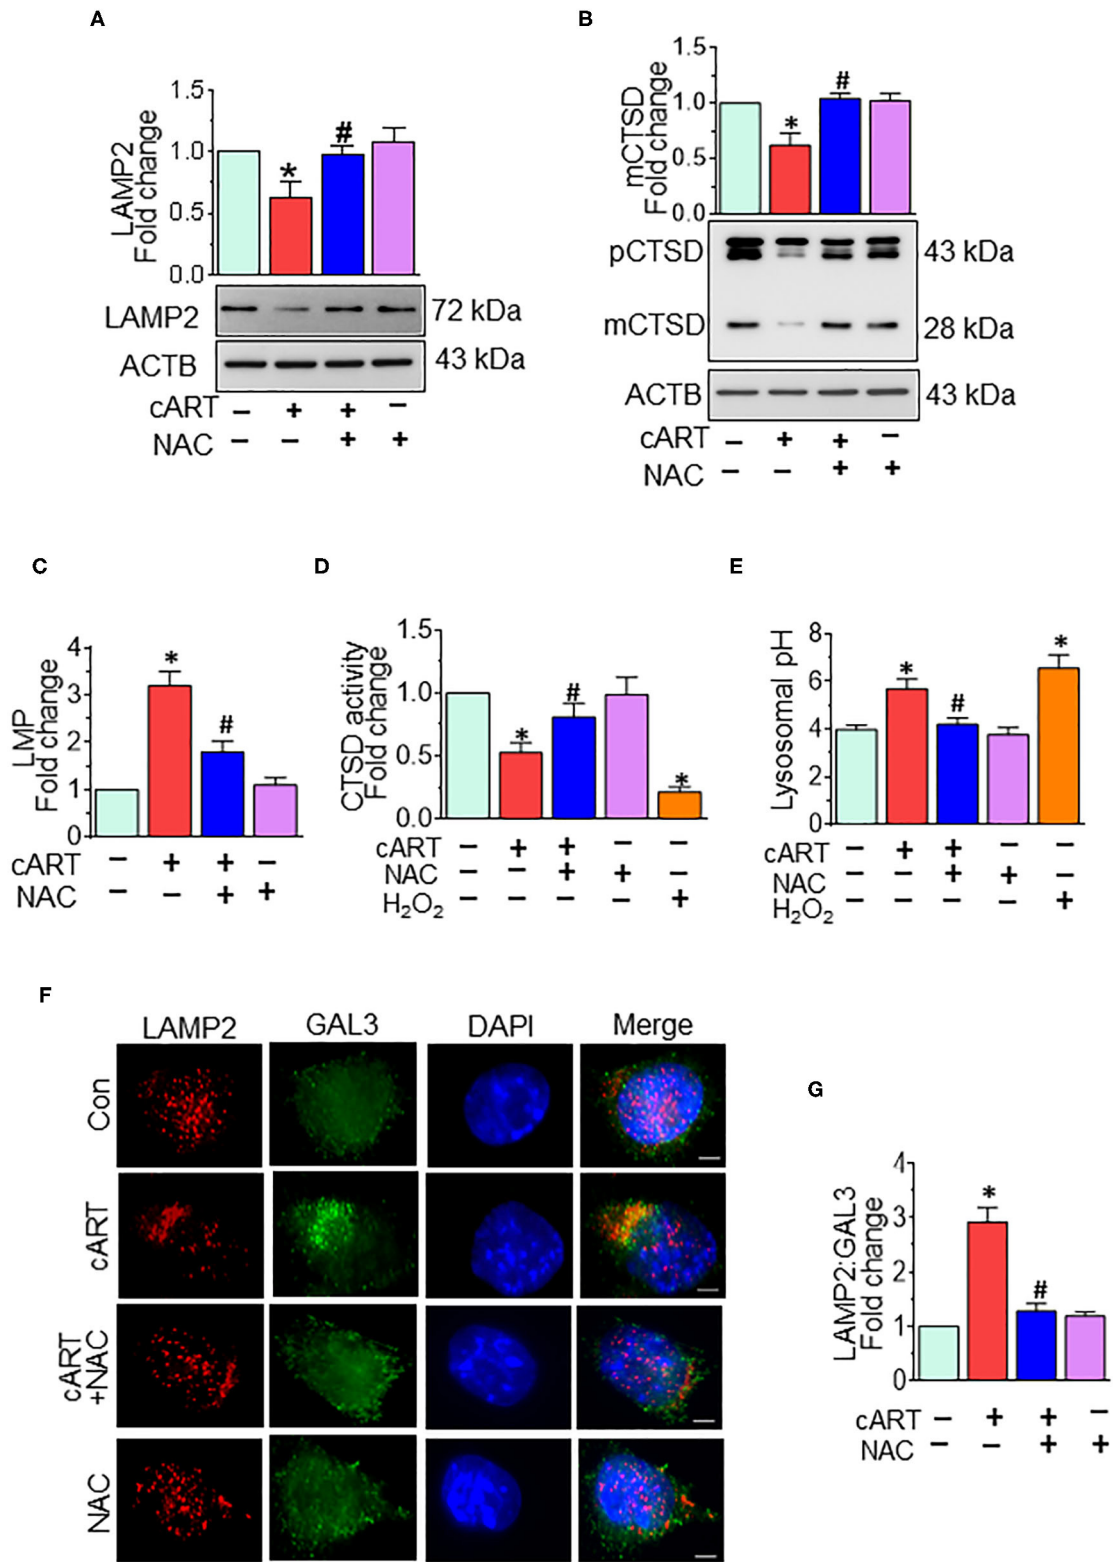 A
LAMP2
Fold change
1.5
1.0
0.5
0.0
*
#
LAMP2
72 kDa
ACTB
43 kDa
cART – + + –
NAC – – + +
B
mCTSD
Fold change
1.5
1.0
0.5
0.0
*
#
pCTSD
43 kDa
mCTSD
28 kDa
ACTB
43 kDa
cART – + + –
NAC – – + +
C
LMP
Fold change
4
3
2
1
0
*
#
cART – + + –
NAC – – + +
D
CTSD activity
Fold change
1.5
1.0
0.5
0.0
*
#
*
cART – + + – –
NAC – – + + –
H₂O₂ – – – – +
E
Lysosomal pH
8
6
4
2
0
*
#
*
cART – + + – –
NAC – – + + –
H₂O₂ – – – – +
F
LAMP2 GAL3 DAPI Merge
Con
cART
cART
+NAC
NAC
G
LAMP2:GAL3
Fold change
4
3
2
1
0
*
#
cART – + + –
NAC – – + +